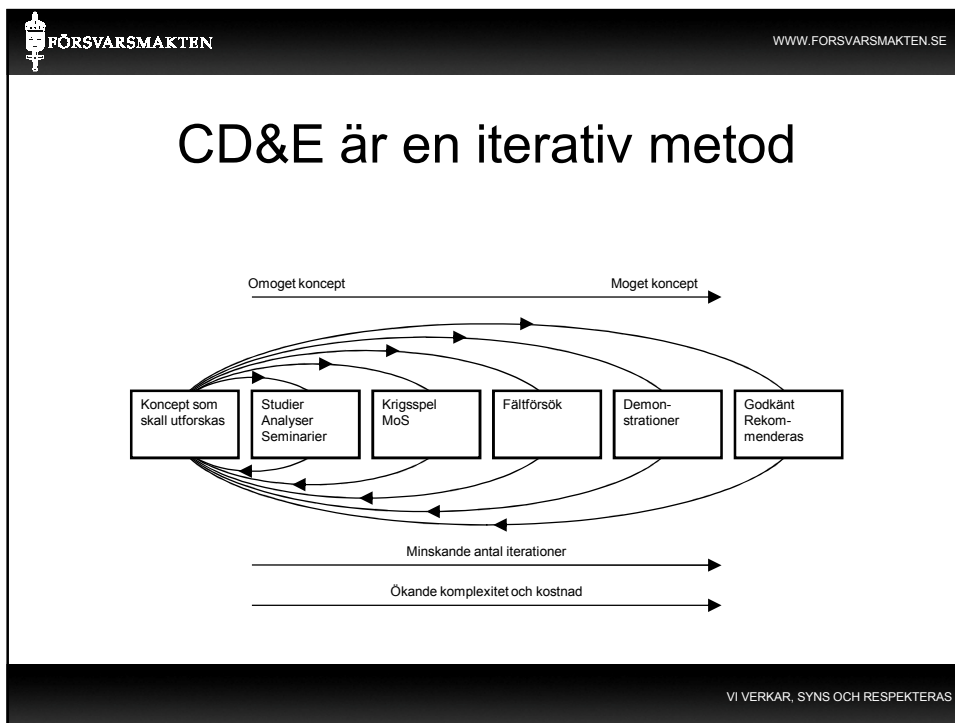 FÖRSVARSMAKTEN
WWW.FORSVARSMAKTEN.SE
CD&E är en iterativ metod
Omoget koncept
Moget koncept
Koncept som
skall utforskas
Studier
Analyser
Seminarier
Krigsspel
MoS
Fältförsök
Demon-
strationer
Godkänt
Rekom-
menderas
Minskande antal iterationer
Ökande komplexitet och kostnad
VI VERKAR, SYNS OCH RESPEKTERAS